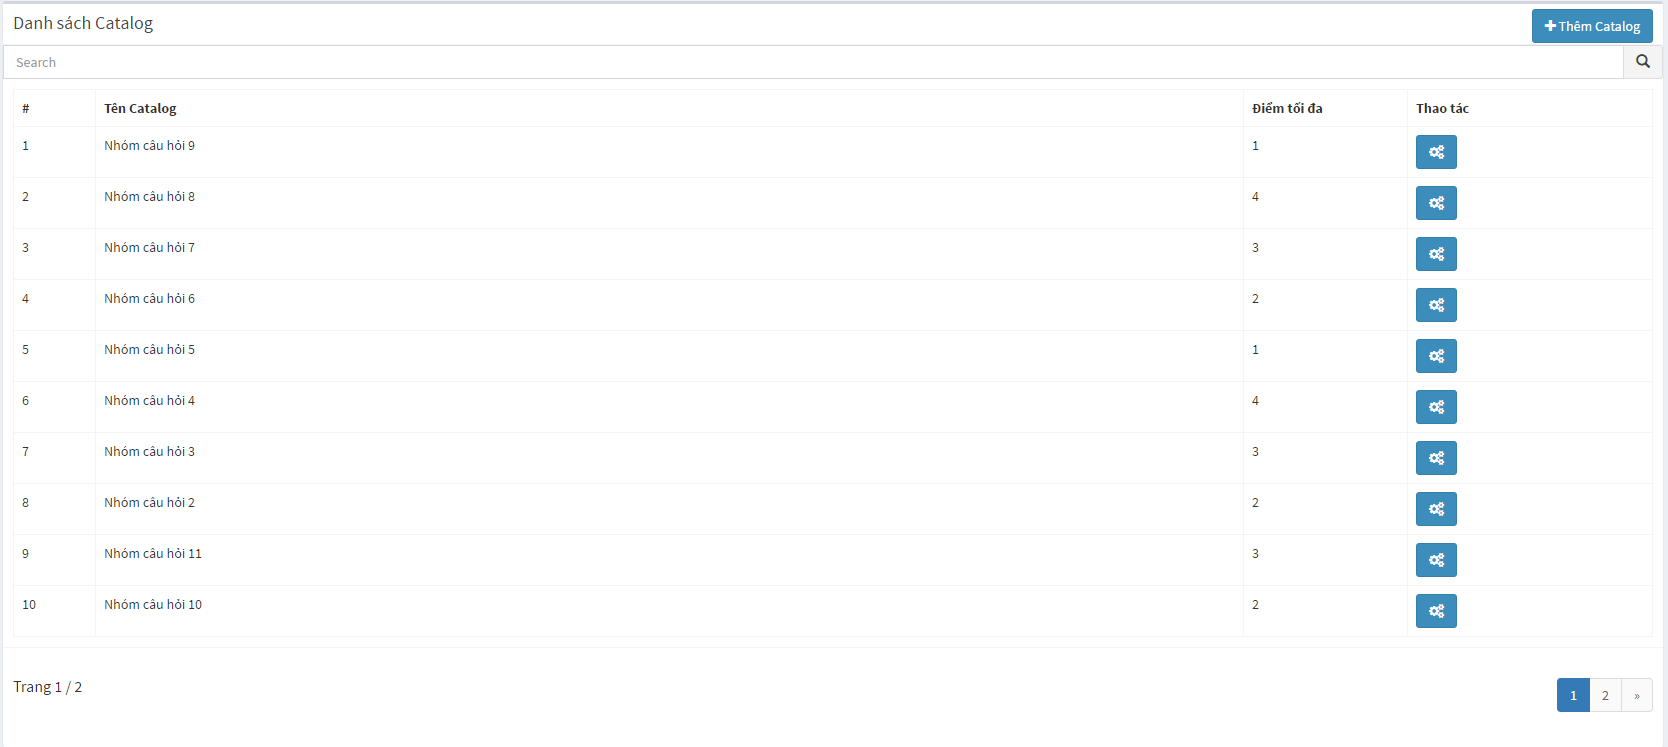 Danh sách Catalog
Thêm Catalog
Search
# Tên Catalog Điểm tối đa Thao tác
1 Nhóm câu hỏi 9 1
2 Nhóm câu hỏi 8 4
3 Nhóm câu hỏi 7 3
4 Nhóm câu hỏi 6 2
5 Nhóm câu hỏi 5 1
6 Nhóm câu hỏi 4 4
7 Nhóm câu hỏi 3 3
8 Nhóm câu hỏi 2 2
9 Nhóm câu hỏi 11 3
10 Nhóm câu hỏi 10 2
Trang 1 / 2
1 2 »